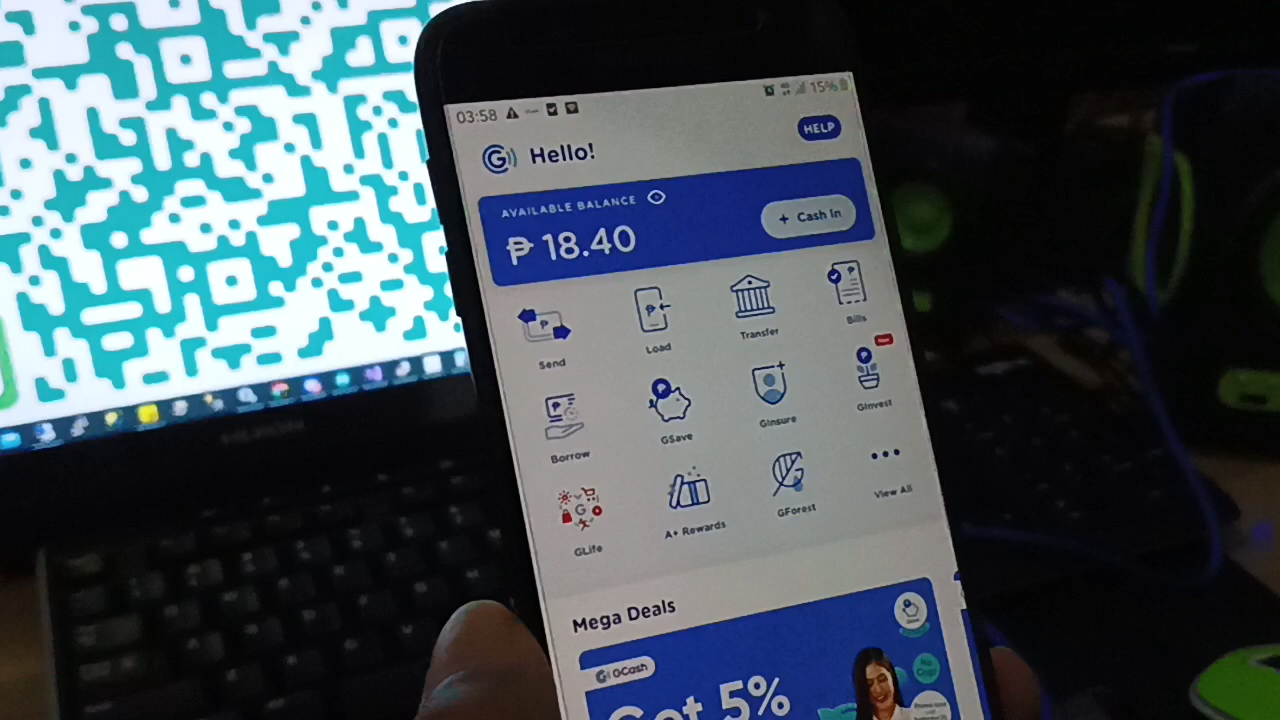 03:58
15%
Hello!
HELP
AVAILABLE BALANCE
₱ 18.40
+ Cash In
Send
Load
Transfer
Bills
Borrow
GSave
GInsure
GInvest
GLife
A+ Rewards
GForest
View All
Mega Deals
GCash
Get 5%